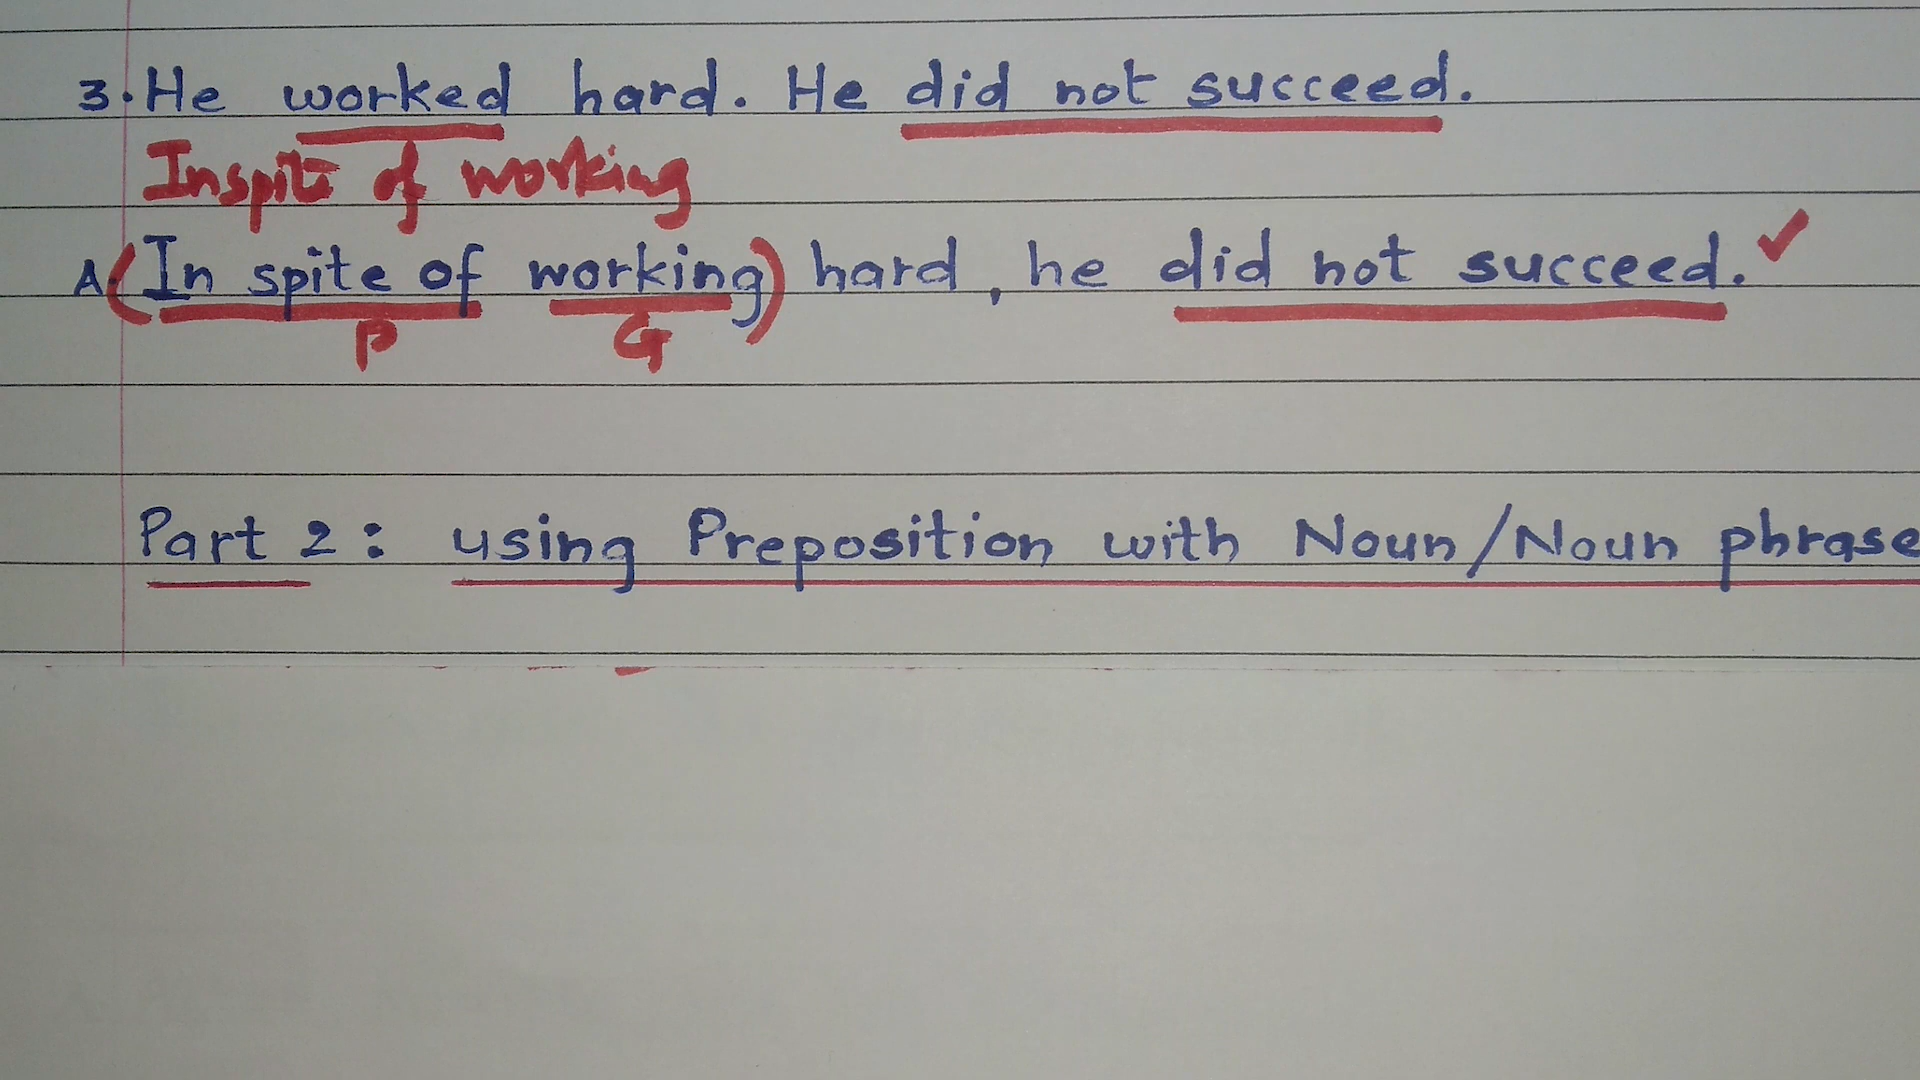 3. He worked hard. He did not succeed.
Inspite of working
A. (In spite of working) hard, he did not succeed. ✓
P G
Part 2: using Preposition with Noun/Noun phrase